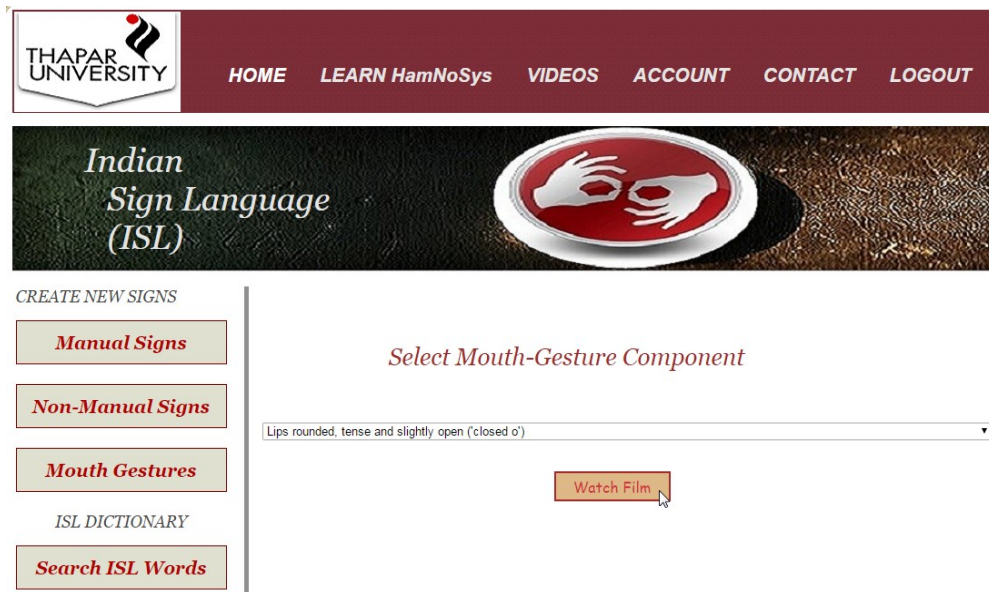 THAPAR
UNIVERSITY
HOME LEARN HamNoSys VIDEOS ACCOUNT CONTACT LOGOUT
Indian
Sign Language
(ISL)
CREATE NEW SIGNS
Manual Signs
Non-Manual Signs
Mouth Gestures
ISL DICTIONARY
Search ISL Words
Select Mouth-Gesture Component
Lips rounded, tense and slightly open ('closed o')
Watch Film